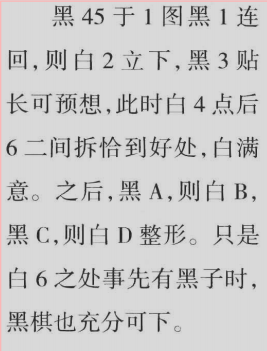 黑 45 于 1 图黑 1 连
回,则白 2 立下,黑 3 贴
长可预想,此时白 4 点后
6 二间拆恰到好处,白满
意。之后,黑 A,则白 B,
黑 C,则白 D 整形。只是
白 6 之处事先有黑子时,
黑棋也充分可下。